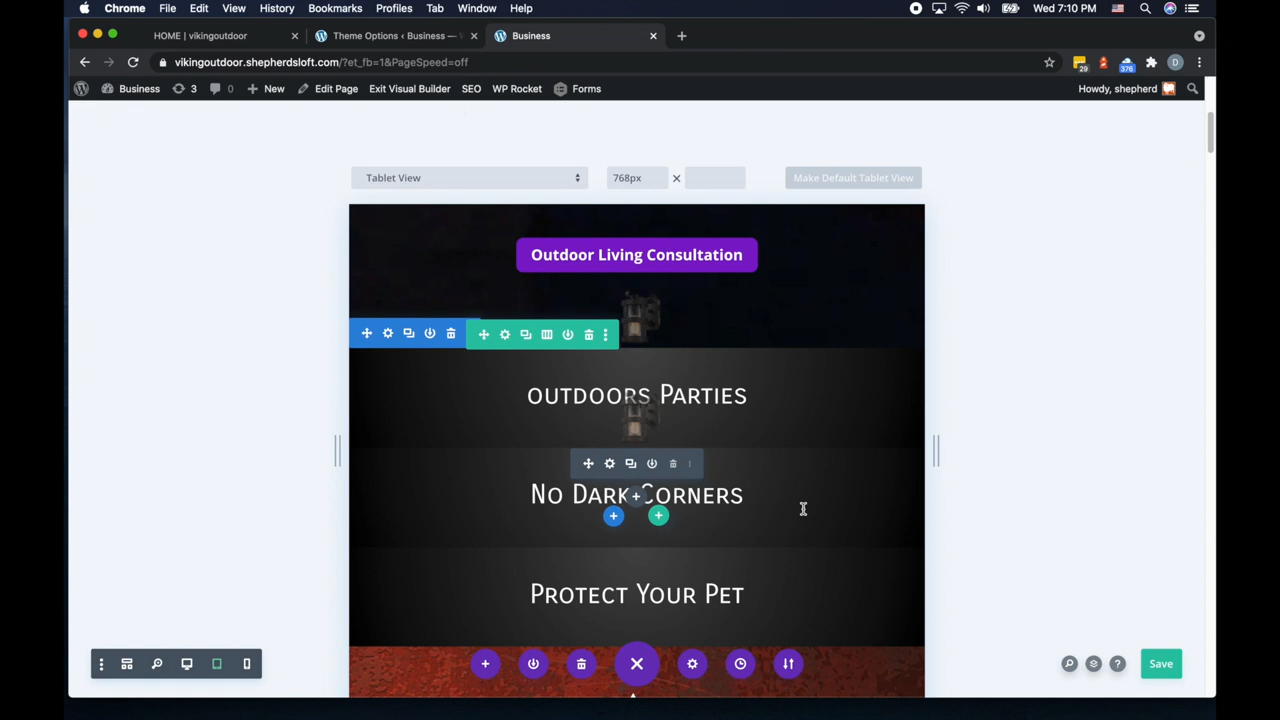 Chrome File Edit View History Bookmarks Profiles Tab Window Help Wed 7:10 PM
HOME | vikingoutdoor Theme Options ‹ Business — Business
vikingoutdoor.shepherdsloft.com/?et_fb=1&PageSpeed=off 29 376 D
Business 3 0 New Edit Page Exit Visual Builder SEO WP Rocket Forms Howdy, shepherd
Tablet View 768px Make Default Tablet View
Outdoor Living Consultation
outdoors Parties
No Dark Corners
Protect Your Pet
Save